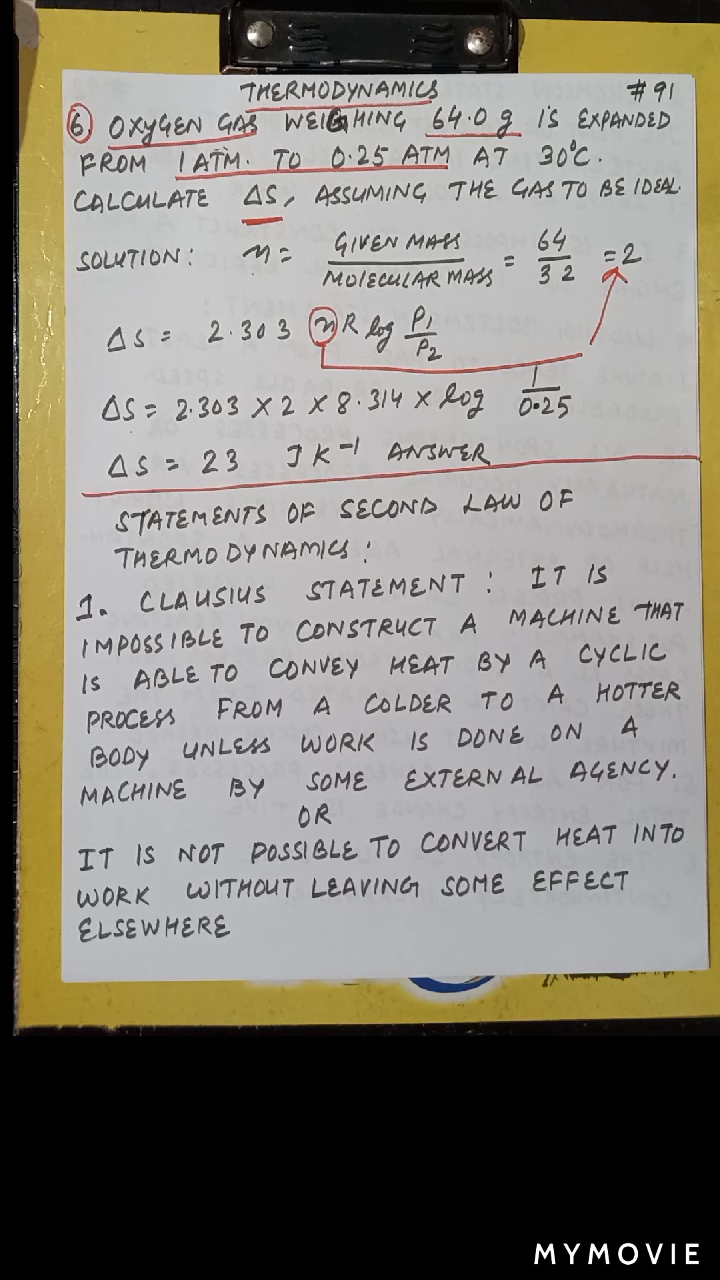 THERMODYNAMICS #91
6. OXYGEN GAS WEIGHING 64.0 g IS EXPANDED
FROM 1 ATM. TO 0.25 ATM AT 30°C.
CALCULATE ΔS, ASSUMING THE GAS TO BE IDEAL.
SOLUTION: n = GIVEN MASS / MOLECULAR MASS = 64 / 32 = 2
ΔS = 2.303 n R log P1 / P2
ΔS = 2.303 × 2 × 8.314 × log 1 / 0.25
ΔS = 23 J K⁻¹ ANSWER
STATEMENTS OF SECOND LAW OF
THERMODYNAMICS:
1. CLAUSIUS STATEMENT: IT IS
IMPOSSIBLE TO CONSTRUCT A MACHINE THAT
IS ABLE TO CONVEY HEAT BY A CYCLIC
PROCESS FROM A COLDER TO A HOTTER
BODY UNLESS WORK IS DONE ON A
MACHINE BY SOME EXTERNAL AGENCY.
OR
IT IS NOT POSSIBLE TO CONVERT HEAT INTO
WORK WITHOUT LEAVING SOME EFFECT
ELSEWHERE
MYMOVIE